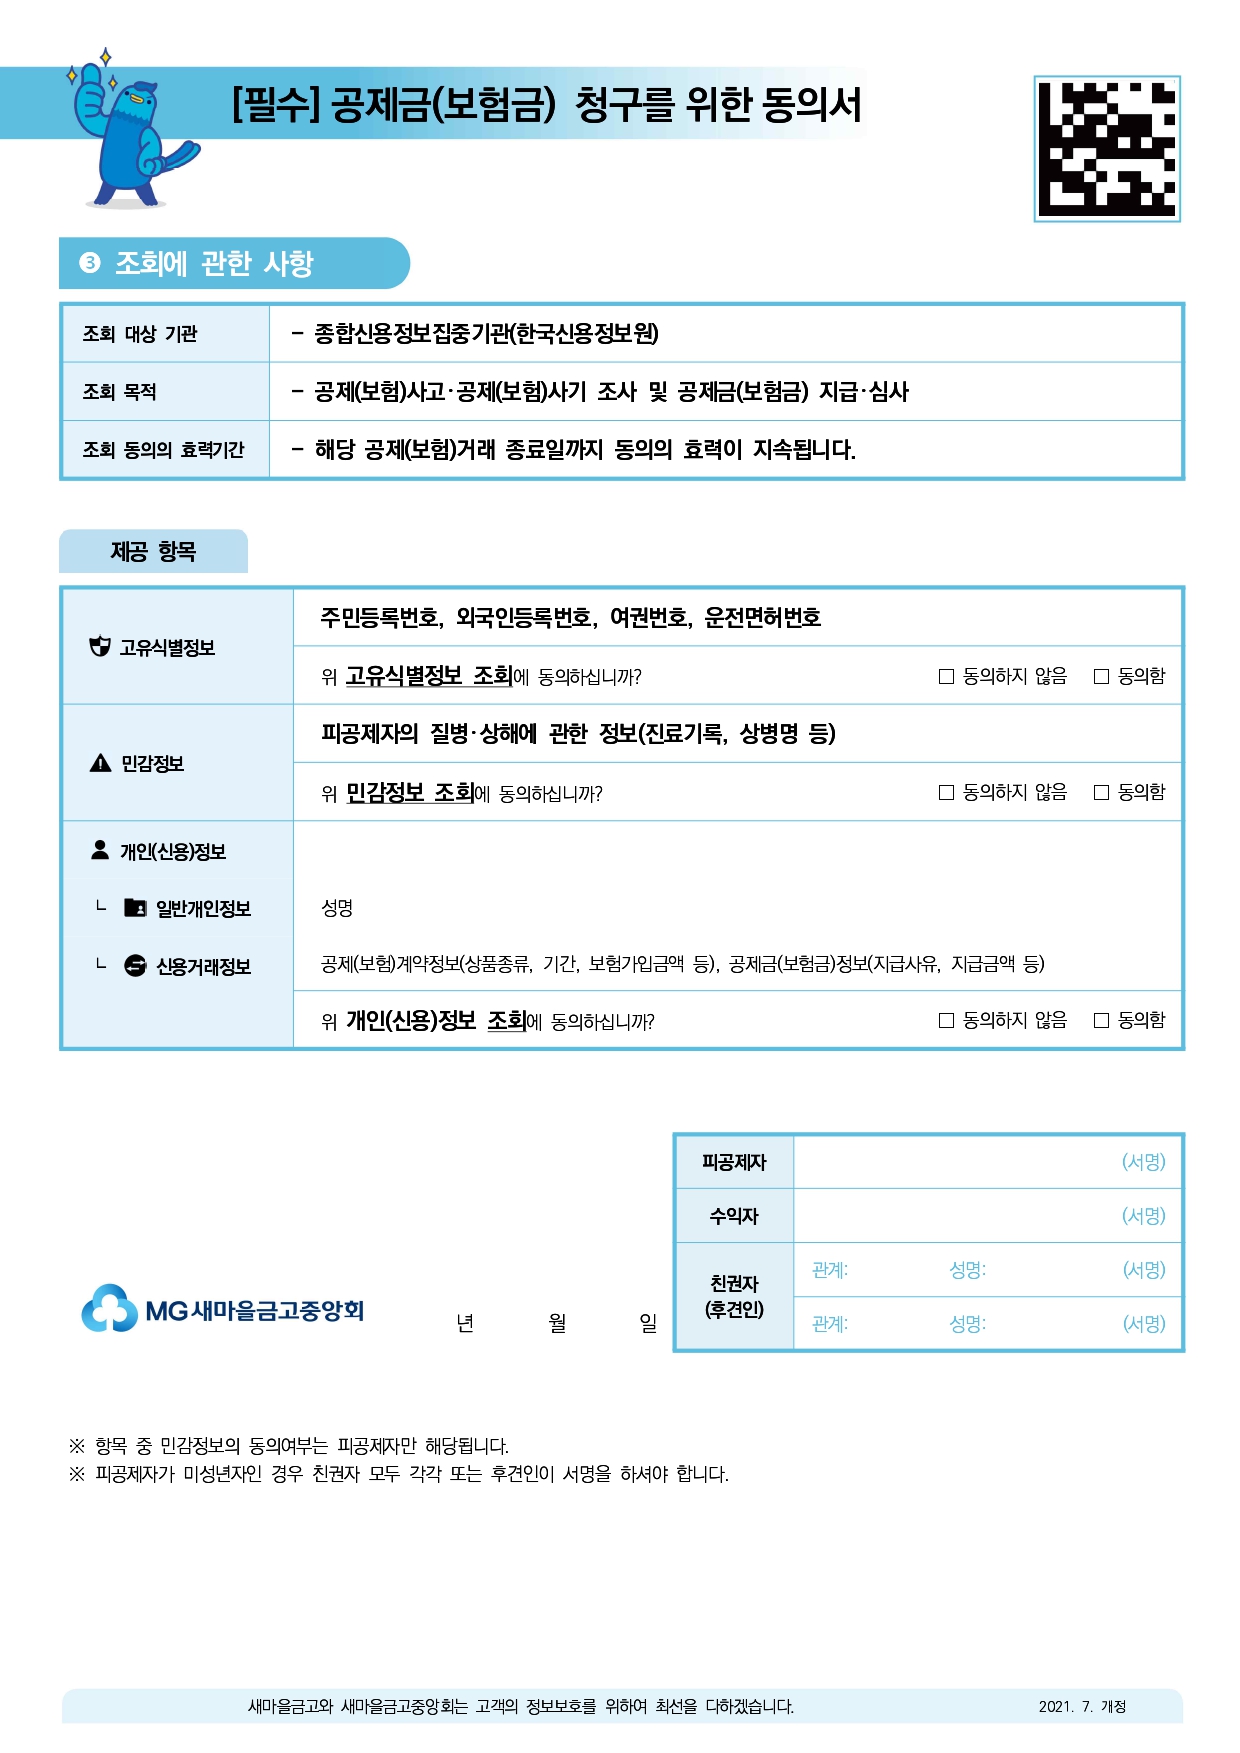 [필수] 공제금(보험금) 청구를 위한 동의서
❸ 조회에 관한 사항
조회 대상 기관
- 종합신용정보집중기관(한국신용정보원)
조회 목적
- 공제(보험)사고·공제(보험)사기 조사 및 공제금(보험금) 지급·심사
조회 동의의 효력기간
- 해당 공제(보험)거래 종료일까지 동의의 효력이 지속됩니다.
제공 항목
고유식별정보
주민등록번호, 외국인등록번호, 여권번호, 운전면허번호
위 고유식별정보 조회에 동의하십니까? □ 동의하지 않음 □ 동의함
민감정보
피공제자의 질병·상해에 관한 정보(진료기록, 상병명 등)
위 민감정보 조회에 동의하십니까? □ 동의하지 않음 □ 동의함
개인(신용)정보
ㄴ 일반개인정보
성명
ㄴ 신용거래정보
공제(보험)계약정보(상품종류, 기간, 보험가입금액 등), 공제금(보험금)정보(지급사유, 지급금액 등)
위 개인(신용)정보 조회에 동의하십니까? □ 동의하지 않음 □ 동의함
피공제자 (서명)
수익자 (서명)
친권자
(후견인)
관계: 성명: (서명)
관계: 성명: (서명)
MG새마을금고중앙회
년 월 일
※ 항목 중 민감정보의 동의여부는 피공제자만 해당됩니다.
※ 피공제자가 미성년자인 경우 친권자 모두 각각 또는 후견인이 서명을 하셔야 합니다.
새마을금고와 새마을금고중앙회는 고객의 정보보호를 위하여 최선을 다하겠습니다.
2021. 7. 개정